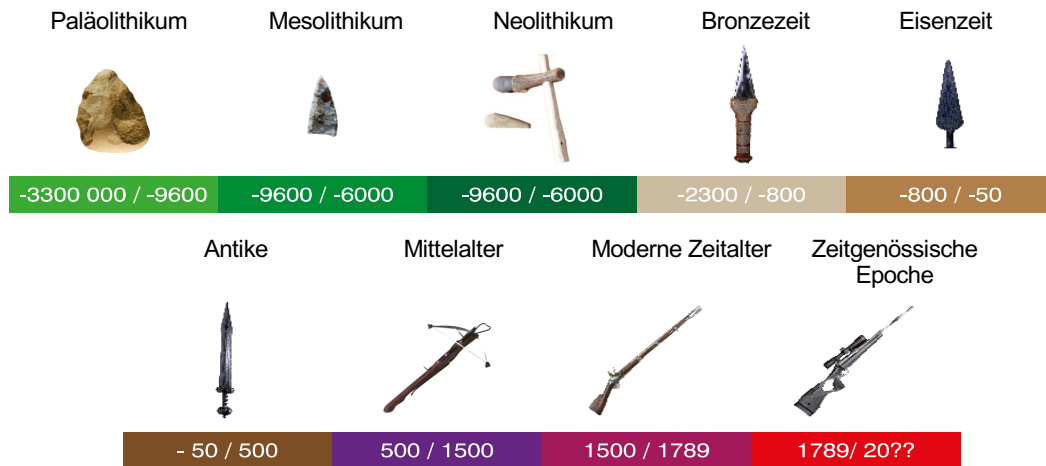 Paläolithikum
Mesolithikum
Neolithikum
Bronzezeit
Eisenzeit
-3300 000 / -9600
-9600 / -6000
-9600 / -6000
-2300 / -800
-800 / -50
Antike
Mittelalter
Moderne Zeitalter
Zeitgenössische
Epoche
- 50 / 500
500 / 1500
1500 / 1789
1789/ 20??